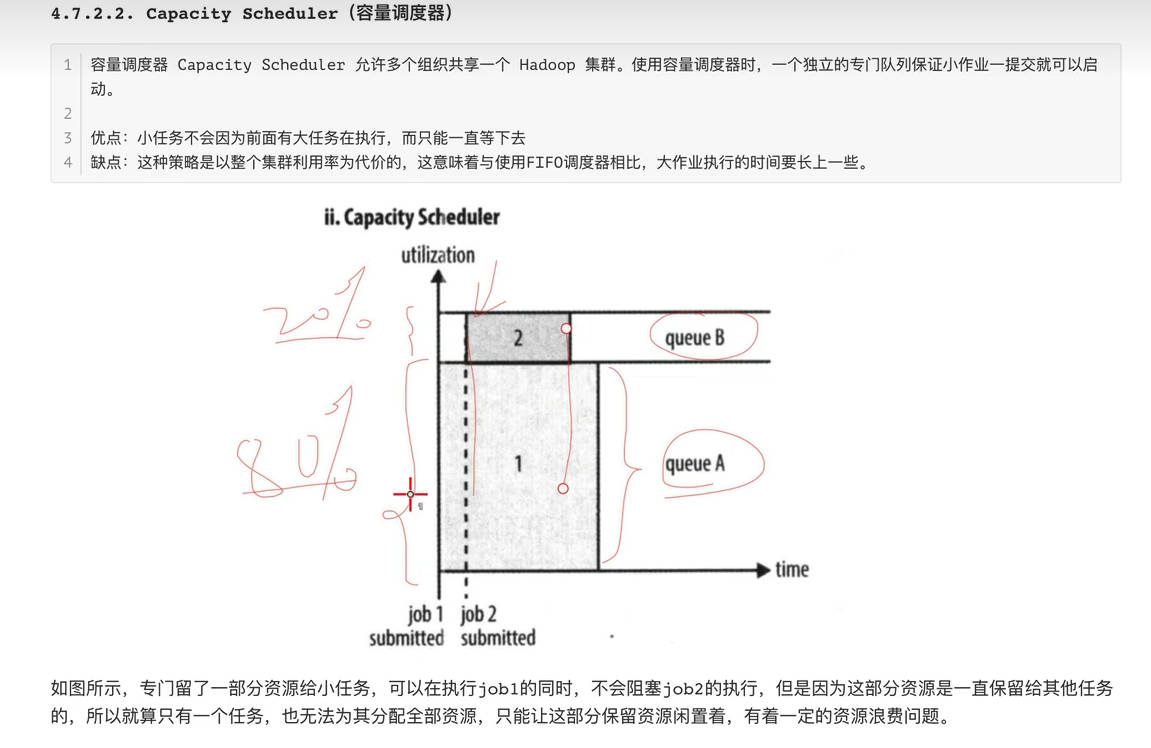 4.7.2.2. Capacity Scheduler（容量调度器）
1 容量调度器 Capacity Scheduler 允许多个组织共享一个 Hadoop 集群。使用容量调度器时，一个独立的专门队列保证小作业一提交就可以启
动。
2
3 优点：小任务不会因为前面有大任务在执行，而只能一直等下去
4 缺点：这种策略是以整个集群利用率为代价的，这意味着与使用FIFO调度器相比，大作业执行的时间要长上一些。
ii. Capacity Scheduler
utilization
20%
2
queue B
80%
1
queue A
time
job 1 job 2
submitted submitted
如图所示，专门留了一部分资源给小任务，可以在执行job1的同时，不会阻塞job2的执行，但是因为这部分资源是一直保留给其他任务
的，所以就算只有一个任务，也无法为其分配全部资源，只能让这部分保留资源闲置着，有着一定的资源浪费问题。